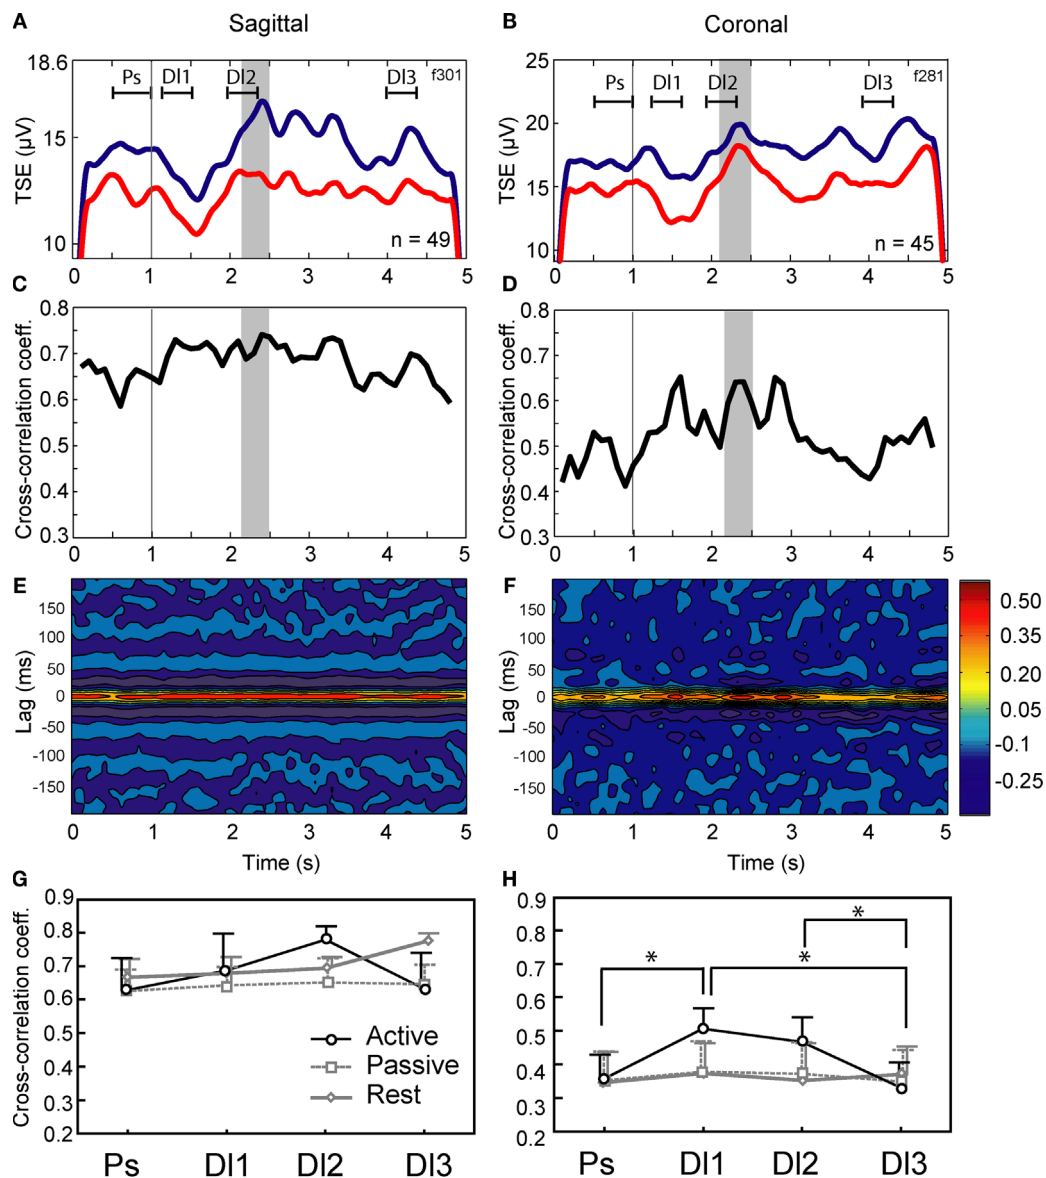 A Sagittal
B Coronal
18.6
15
10
TSE (µV)
Ps Dl1 Dl2 Dl3
f301
n = 49
0 1 2 3 4 5
25
20
15
10
TSE (µV)
Ps Dl1 Dl2 Dl3
f281
n = 45
0 1 2 3 4 5
C
Cross-correlation coeff.
0.8
0.7
0.6
0.5
0.4
0.3
0 1 2 3 4 5
D
Cross-correlation coeff.
0.8
0.7
0.6
0.5
0.4
0.3
0 1 2 3 4 5
E
Lag (ms)
150
100
50
0
-50
-100
-150
0 1 2 3 4 5
Time (s)
F
Lag (ms)
150
100
50
0
-50
-100
-150
0 1 2 3 4 5
Time (s)
0.50
0.35
0.20
0.05
-0.1
-0.25
G
Cross-correlation coeff.
0.9
0.8
0.7
0.6
0.5
0.4
0.3
0.2
Active
Passive
Rest
Ps Dl1 Dl2 Dl3
H
0.9
0.8
0.7
0.6
0.5
0.4
0.3
0.2
*
*
*
Ps Dl1 Dl2 Dl3